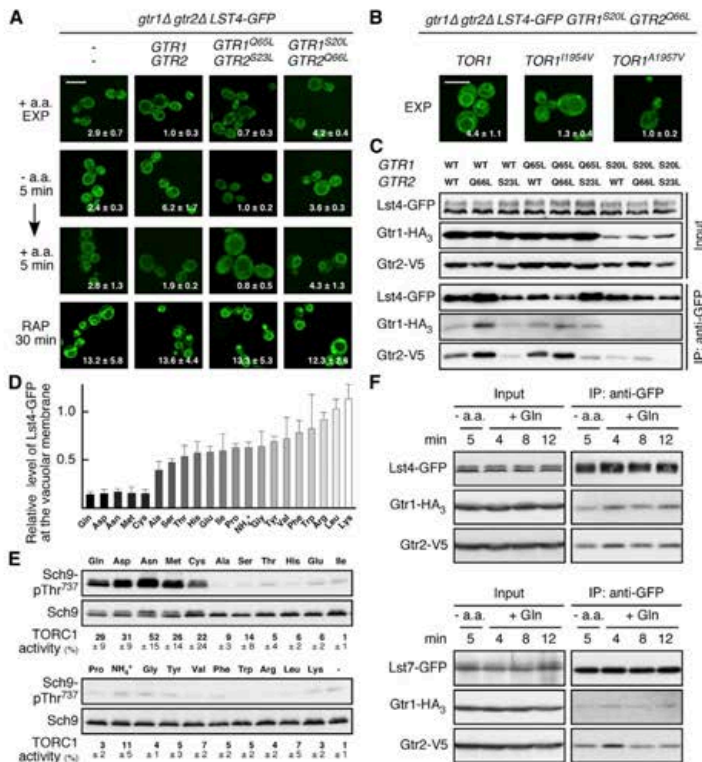 A
gtr1Δ gtr2Δ LST4-GFP
- GTR1 GTR1Q65L GTR1S20L
- GTR2 GTR2S23L GTR2Q66L
+ a.a.
EXP
2.9 ± 0.7 1.0 ± 0.3 0.7 ± 0.3 4.2 ± 0.4
- a.a.
5 min
2.4 ± 0.3 6.2 ± 1.7 1.0 ± 0.2 3.6 ± 0.3
+ a.a.
5 min
2.8 ± 1.3 1.9 ± 0.2 0.8 ± 0.5 4.3 ± 1.3
RAP
30 min
13.2 ± 5.8 13.6 ± 4.4 12.3 ± 5.3 12.3 ± 2.6
B
gtr1Δ gtr2Δ LST4-GFP GTR1S20L GTR2Q66L
TOR1 TOR1I1954V TOR1A1957V
EXP
4.4 ± 1.1 1.3 ± 0.4 1.0 ± 0.2
C
GTR1 WT WT WT Q65L Q65L Q65L S20L S20L S20L
GTR2 WT Q66L S23L WT Q66L S23L WT Q66L S23L
Lst4-GFP
Gtr1-HA3
Gtr2-V5
Input
Lst4-GFP
Gtr1-HA3
Gtr2-V5
IP: anti-GFP
D
Relative level of Lst4-GFP
at the vacuolar membrane
1.0
0.5
Gln Asp Asn Met Cys Ala Ser Thr His Glu Ile Pro NH4+ Gly Tyr Val Phe Trp Arg Leu Lys
E
Gln Asp Asn Met Cys Ala Ser Thr His Glu Ile
Sch9-
pThr737
Sch9
TORC1 29 31 52 26 22 9 14 5 6 6 1
activity (%) ± 9 ± 9 ± 15 ± 14 ± 24 ± 3 ± 8 ± 4 ± 2 ± 2 ± 1
Pro NH4+ Gly Tyr Val Phe Trp Arg Leu Lys -
Sch9-
pThr737
Sch9
TORC1 3 11 4 5 7 5 5 4 7 3 1
activity (%) ± 2 ± 5 ± 1 ± 3 ± 2 ± 2 ± 2 ± 2 ± 5 ± 2 ± 1
F
Input IP: anti-GFP
- a.a. + Gln - a.a. + Gln
min 5 4 8 12 5 4 8 12
Lst4-GFP
Gtr1-HA3
Gtr2-V5
Input IP: anti-GFP
- a.a. + Gln - a.a. + Gln
min 5 4 8 12 5 4 8 12
Lst7-GFP
Gtr1-HA3
Gtr2-V5